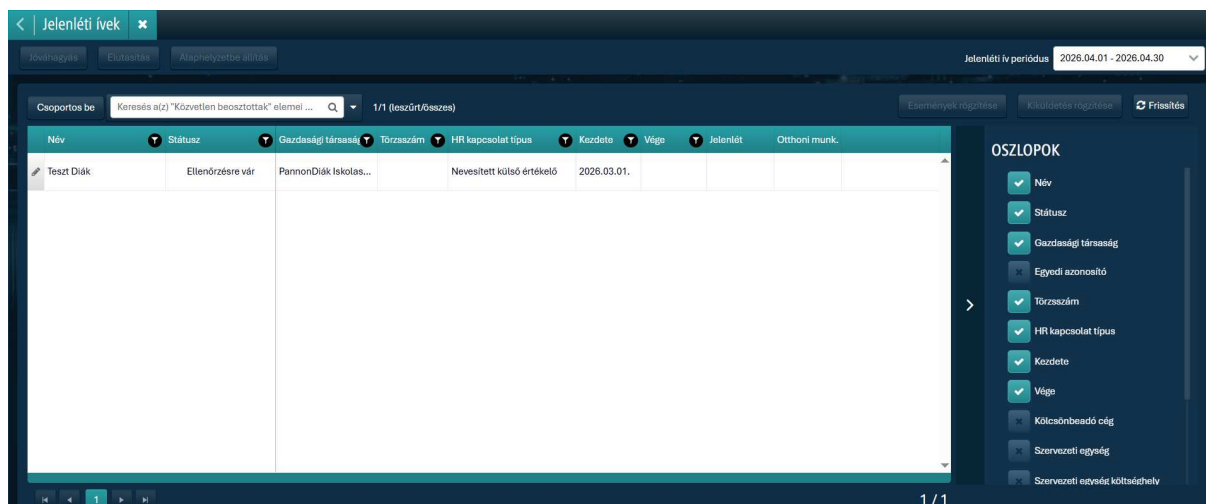 Jelenléti ívek
Jóváhagyás Elutasítás Alaphelyzetbe állítás
Jelenléti ív periódus 2026.04.01 - 2026.04.30
Csoportos be Keresés a(z) "Közvetlen beosztottak" elemei ... 1/1 (leszűrt/összes) Események rögzítése Kiküldetés rögzítése Frissítés
Név Státusz Gazdasági társaság Törzsszám HR kapcsolat típus Kezdete Vége Jelenlét Otthoni munk.
Teszt Diák Ellenőrzésre vár PannonDiák Iskolas... Nevesített külső értékelő 2026.03.01.
OSZLOPOK
Név
Státusz
Gazdasági társaság
Egyedi azonosító
Törzsszám
HR kapcsolat típus
Kezdete
Vége
Kölcsönbeadó cég
Szervezeti egység
Szervezeti egység költséghely
1 1 / 1